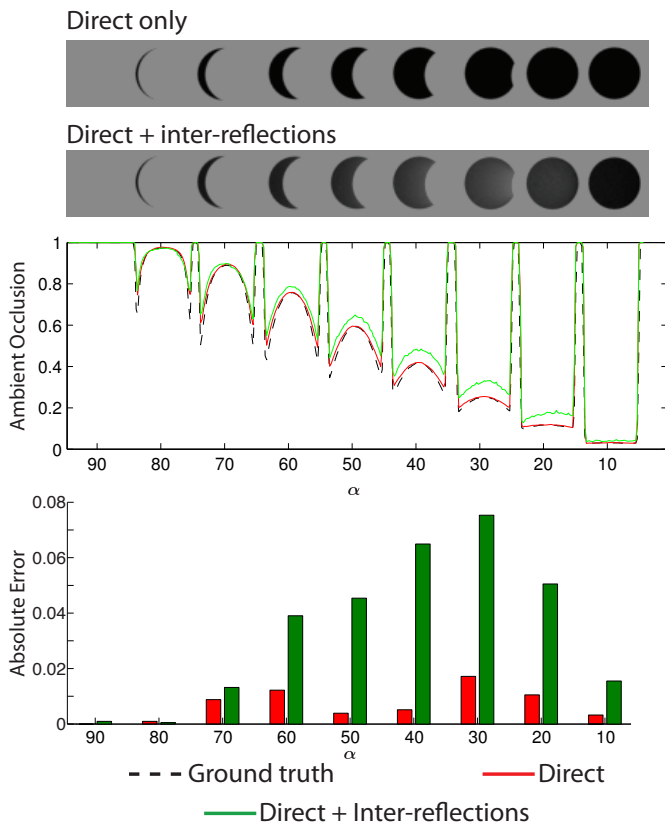 Direct only
Direct + inter-reflections
Ambient Occlusion
1
0.8
0.6
0.4
0.2
0
90 80 70 60 50 40 30 20 10
α
Absolute Error
0.08
0.06
0.04
0.02
0
90 80 70 60 50 40 30 20 10
α
Ground truth
Direct
Direct + Inter-reflections